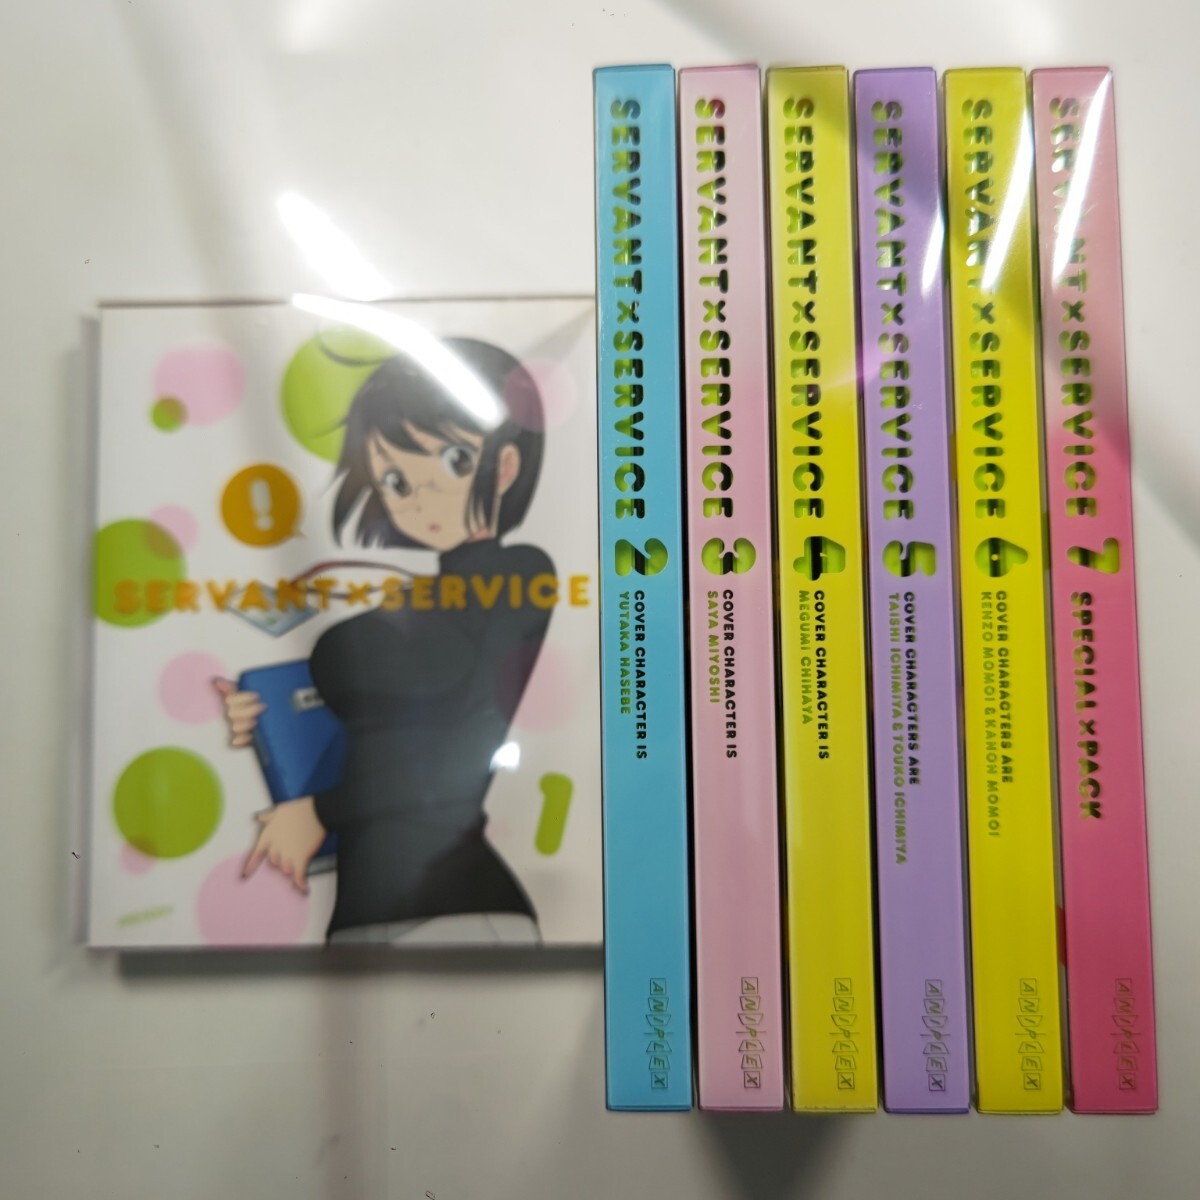 !
SERVANT×SERVICE
1
SERVANT×SERVICE 2
COVER CHARACTER IS
YUTAKA HASEBE
ANIPLEX
SERVANT×SERVICE 3
COVER CHARACTER IS
SAYA MIYOSHI
ANIPLEX
SERVANT×SERVICE 4
COVER CHARACTER IS
MEGUMI CHIHAYA
ANIPLEX
SERVANT×SERVICE 5
COVER CHARACTERS ARE
TAISHI ICHIMIYA & TOUKO ICHIMIYA
ANIPLEX
SERVANT×SERVICE 6
COVER CHARACTERS ARE
KENZO MOMOI & KANON MOMOI
ANIPLEX
SERVANT×SERVICE 7 SPECIAL×PACK
ANIPLEX